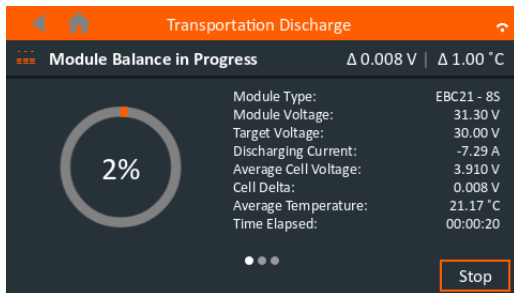 Transportation Discharge
Module Balance in Progress Δ 0.008 V | Δ 1.00 ˚C
Module Type: EBC21 - 8S
Module Voltage: 31.30 V
Target Voltage: 30.00 V
Discharging Current: -7.29 A
Average Cell Voltage: 3.910 V
Cell Delta: 0.008 V
Average Temperature: 21.17 ˚C
Time Elapsed: 00:00:20
2%
Stop